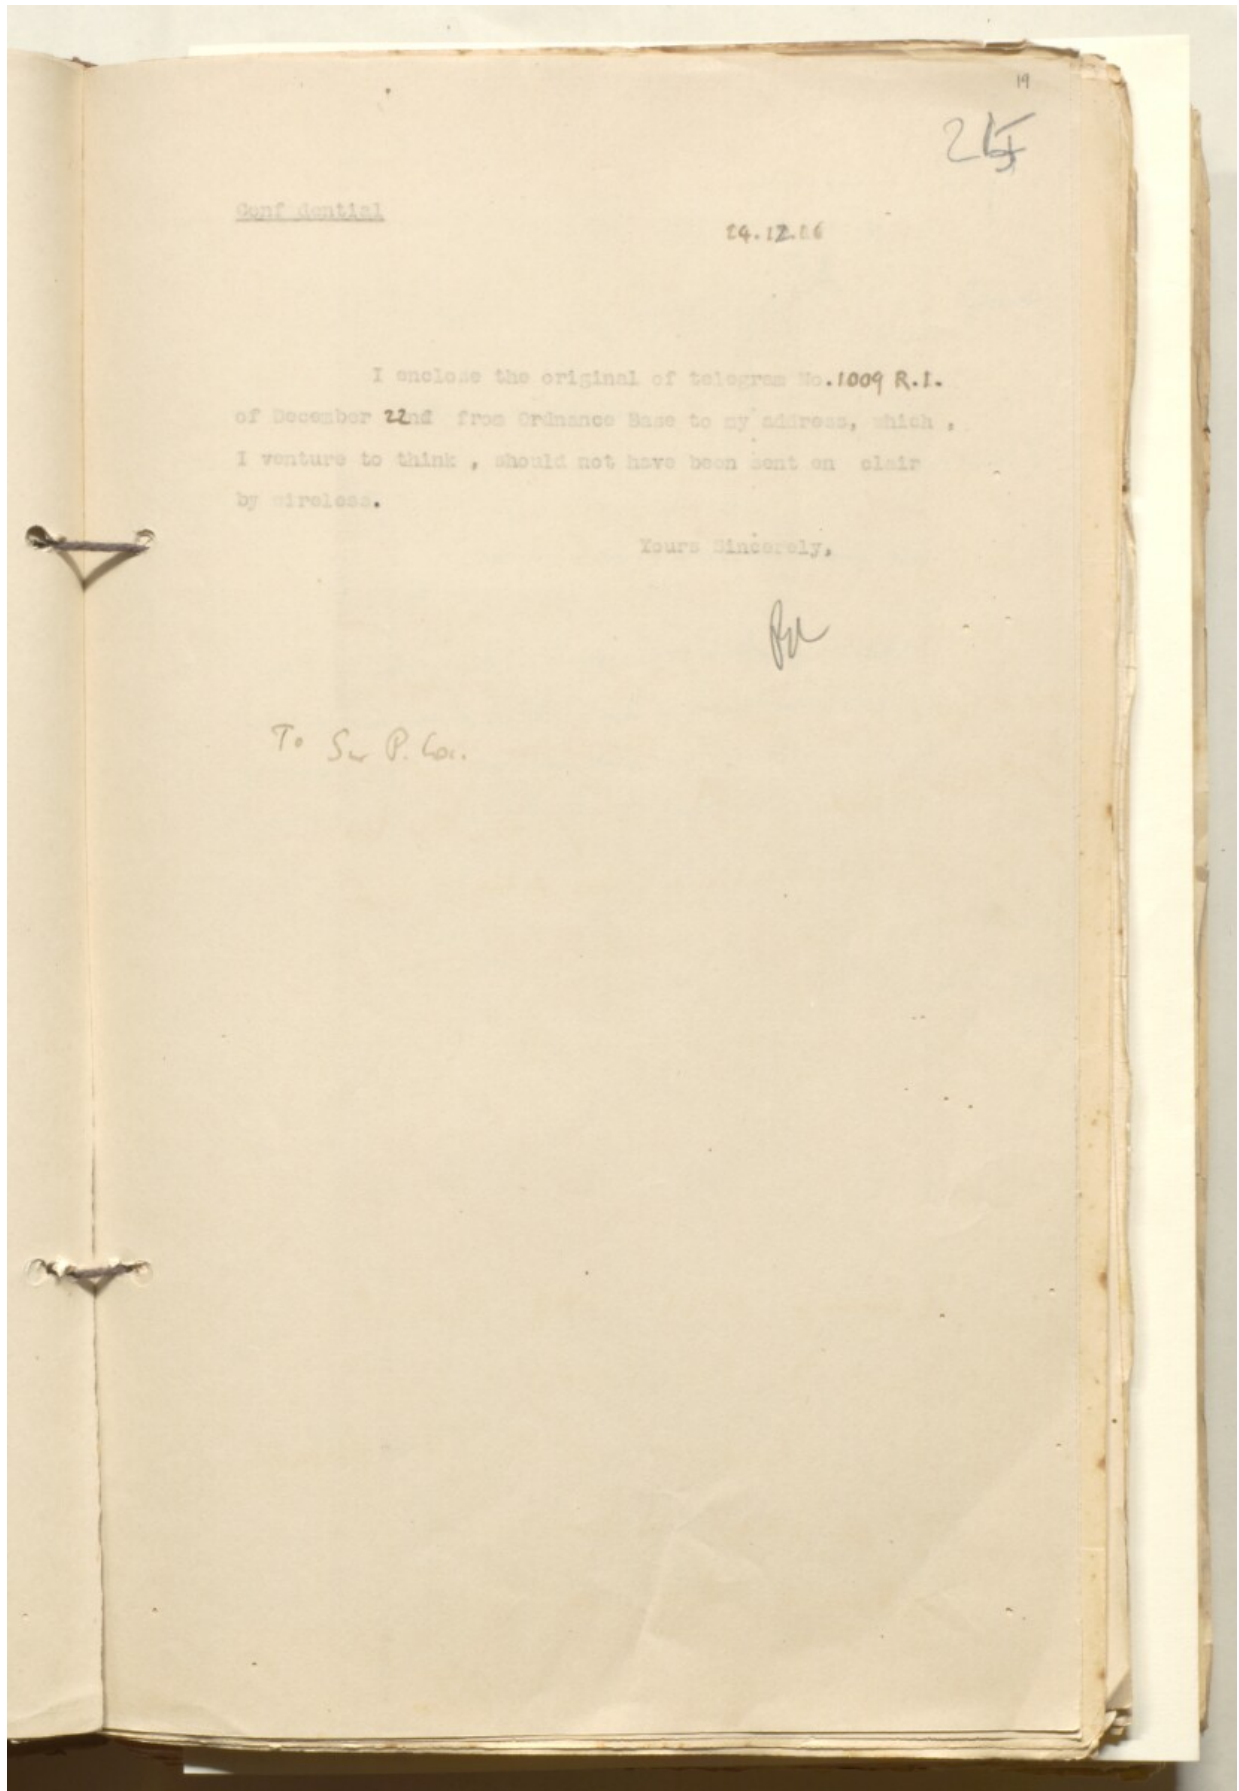 19
Confidential
24.12.16
I enclose the original of telegram No.1009 R.I.
of December 22nd from Ordnance Base to my address, which ,
I venture to think , should not have been sent en clair
by wireless.
Yours Sincerely,
To Sir P. Cox.